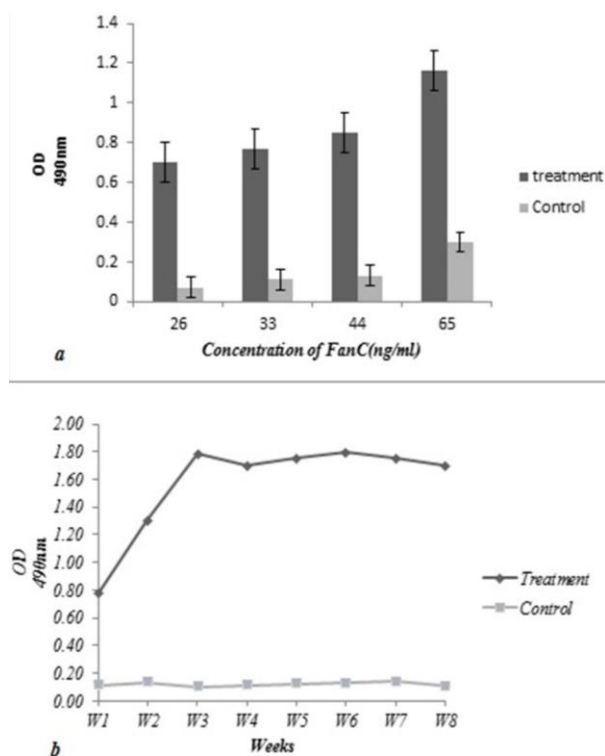 1.4
1.2
1
0.8
0.6
0.4
0.2
0
OD
490nm
26 33 44 65
Concentration of FanC(ng/ml)
treatment
Control
a
2.00
1.80
1.60
1.40
1.20
1.00
0.80
0.60
0.40
0.20
0.00
OD
490nm
W1 W2 W3 W4 W5 W6 W7 W8
Weeks
Treatment
Control
b